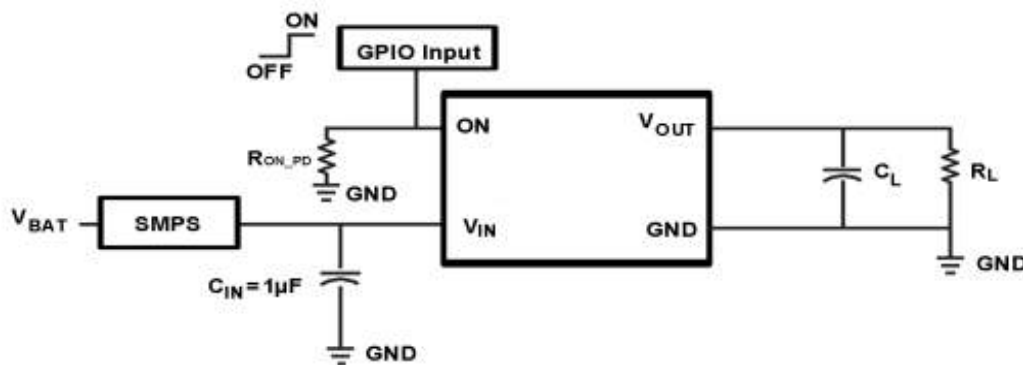 ON
OFF
GPIO Input
ON
VOUT
RON_PD
GND
CL
RL
VBAT
SMPS
VIN
GND
GND
CIN = 1µF
GND